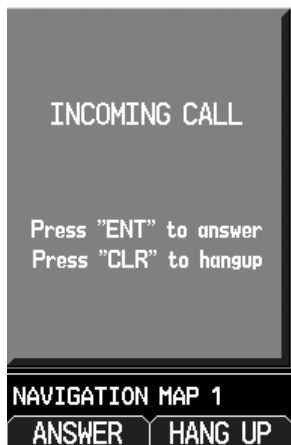 INCOMING CALL
Press "ENT" to answer
Press "CLR" to hangup
NAVIGATION MAP 1
ANSWER HANG UP